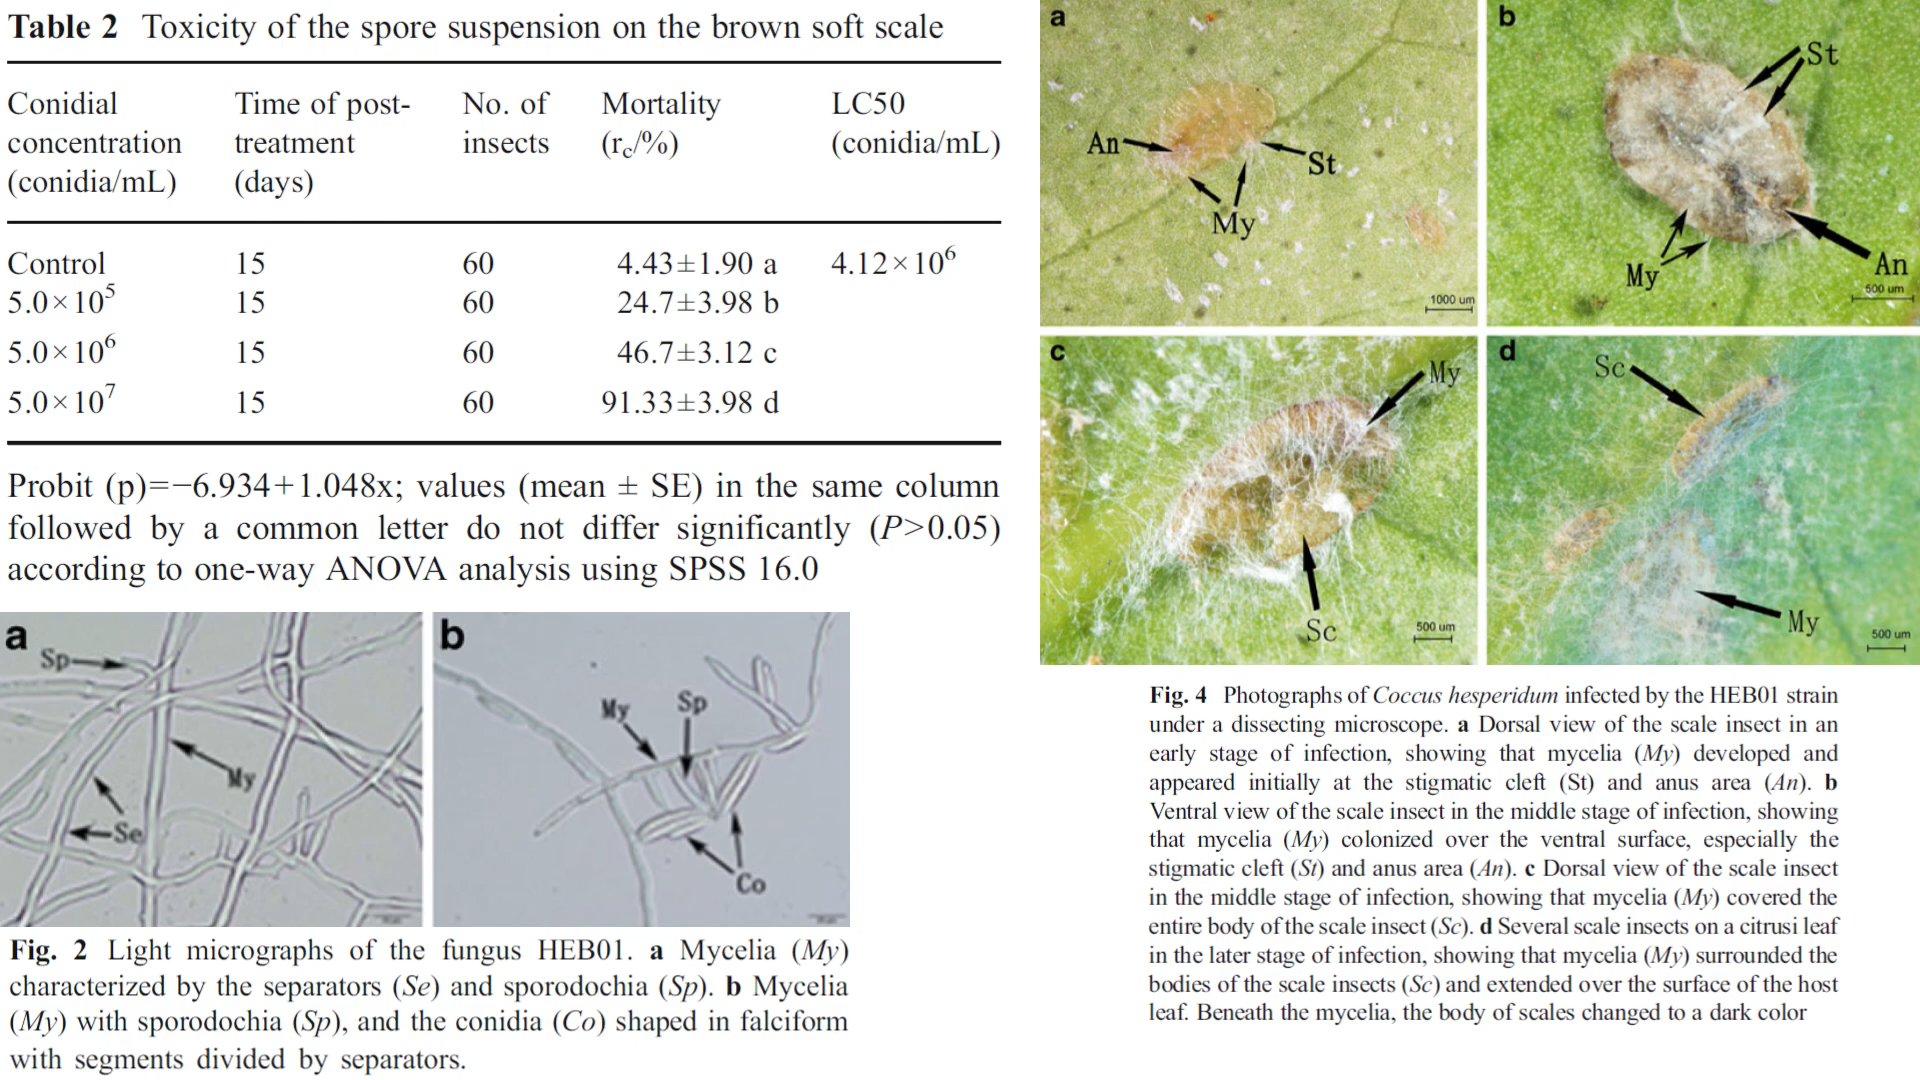 Table 2 Toxicity of the spore suspension on the brown soft scale
Conidial concentration (conidia/mL) Time of post-treatment (days) No. of insects Mortality (rc/%) LC50 (conidia/mL)
Control 15 60 4.43±1.90 a 4.12×10⁶
5.0×10⁵ 15 60 24.7±3.98 b
5.0×10⁶ 15 60 46.7±3.12 c
5.0×10⁷ 15 60 91.33±3.98 d
Probit (p)=−6.934+1.048x; values (mean ± SE) in the same column
followed by a common letter do not differ significantly (P>0.05)
according to one-way ANOVA analysis using SPSS 16.0
a
Sp
My
Se
b
My
Sp
Co
Fig. 2 Light micrographs of the fungus HEB01. a Mycelia (My)
characterized by the separators (Se) and sporodochia (Sp). b Mycelia
(My) with sporodochia (Sp), and the conidia (Co) shaped in falciform
with segments divided by separators.
a
An
St
My
1000 um
b
St
My
An
500 um
c
My
Sc
500 um
d
Sc
My
500 um
Fig. 4 Photographs of Coccus hesperidum infected by the HEB01 strain
under a dissecting microscope. a Dorsal view of the scale insect in an
early stage of infection, showing that mycelia (My) developed and
appeared initially at the stigmatic cleft (St) and anus area (An). b
Ventral view of the scale insect in the middle stage of infection, showing
that mycelia (My) colonized over the ventral surface, especially the
stigmatic cleft (St) and anus area (An). c Dorsal view of the scale insect
in the middle stage of infection, showing that mycelia (My) covered the
entire body of the scale insect (Sc). d Several scale insects on a citrusi leaf
in the later stage of infection, showing that mycelia (My) surrounded the
bodies of the scale insects (Sc) and extended over the surface of the host
leaf. Beneath the mycelia, the body of scales changed to a dark color